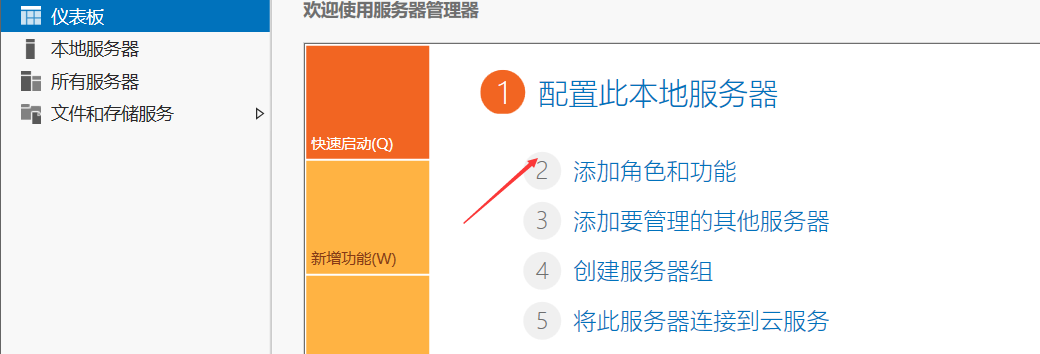 仪表板
本地服务器
所有服务器
文件和存储服务
欢迎使用服务器管理器
快速启动(Q)
新增功能(W)
1 配置此本地服务器
2 添加角色和功能
3 添加要管理的其他服务器
4 创建服务器组
5 将此服务器连接到云服务